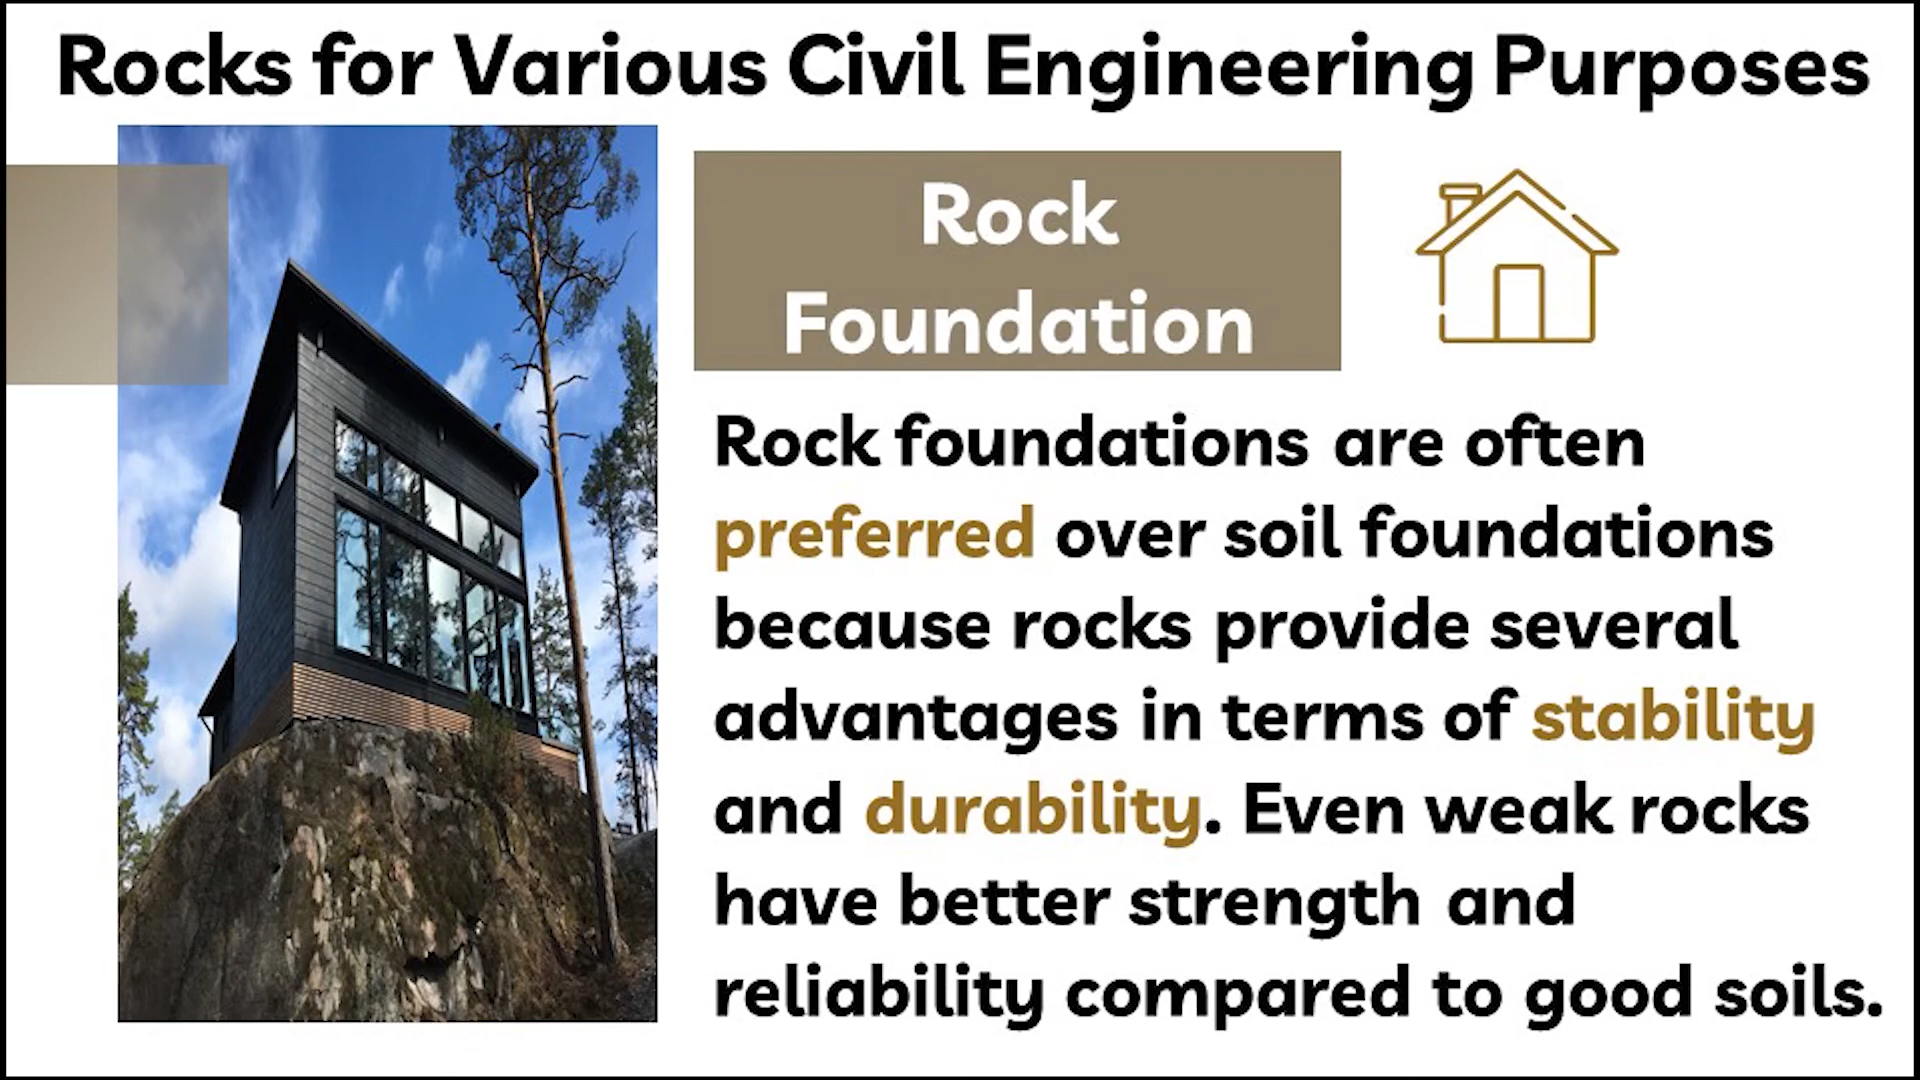 Rocks for Various Civil Engineering Purposes
Rock
Foundation
Rock foundations are often
preferred over soil foundations
because rocks provide several
advantages in terms of stability
and durability. Even weak rocks
have better strength and
reliability compared to good soils.